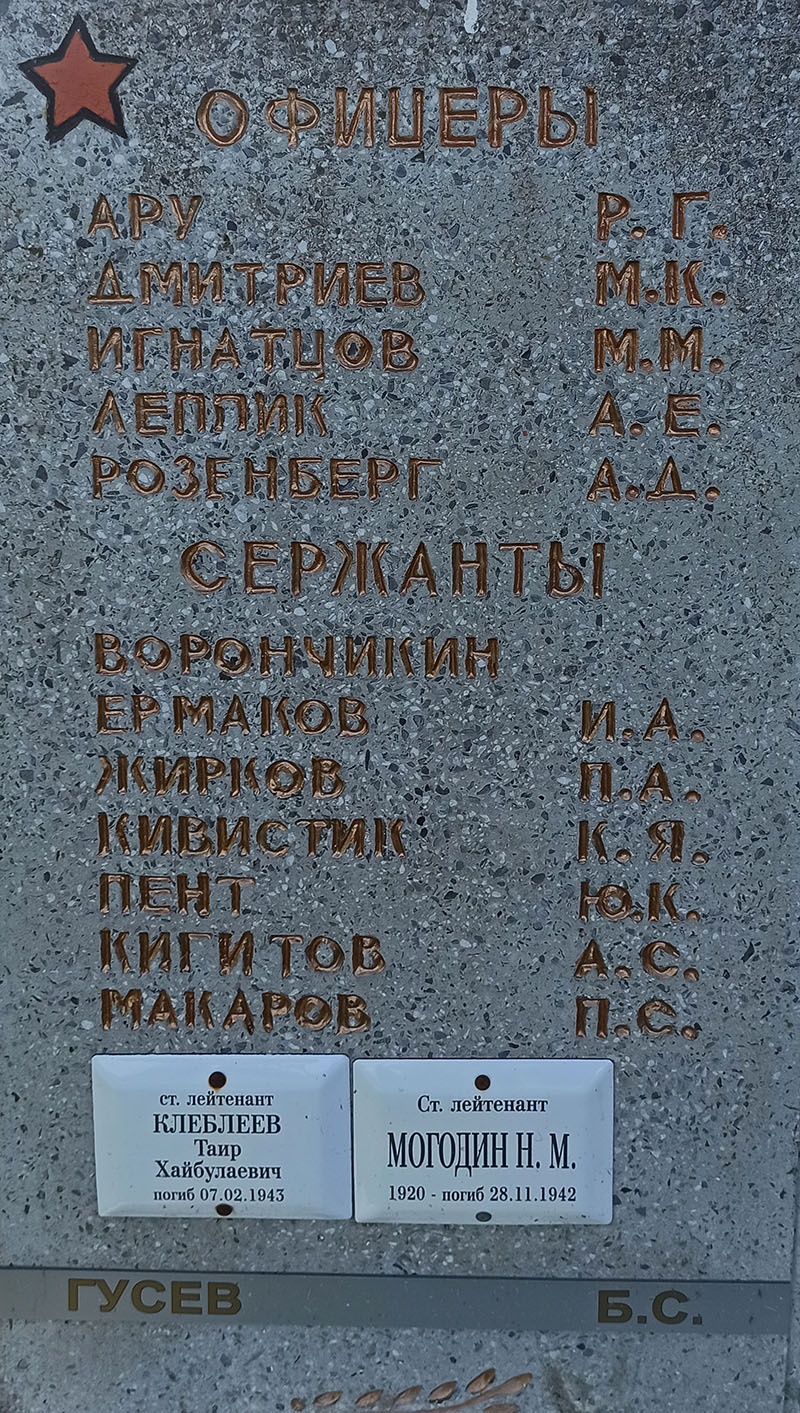 ОФИЦЕРЫ
АРУ Р. Г.
ДМИТРИЕВ М.К.
ИГНАТЦОВ М.М.
ЛЕППИК А. Е.
РОЗЕНБЕРГ А.Д.
СЕРЖАНТЫ
ВОРОНЧИКИН
ЕРМАКОВ И.А.
ЖИРКОВ П.А.
КИВИСТИК К.Я.
ПЕНТ Ю.К.
КИГИТОВ А.С.
МАКАРОВ П.С.
ст. лейтенант
КЛЕБЛЕЕВ
Таир
Хайбулаевич
погиб 07.02.1943
Ст. лейтенант
МОГОДИН Н. М.
1920 - погиб 28.11.1942
ГУСЕВ Б.С.